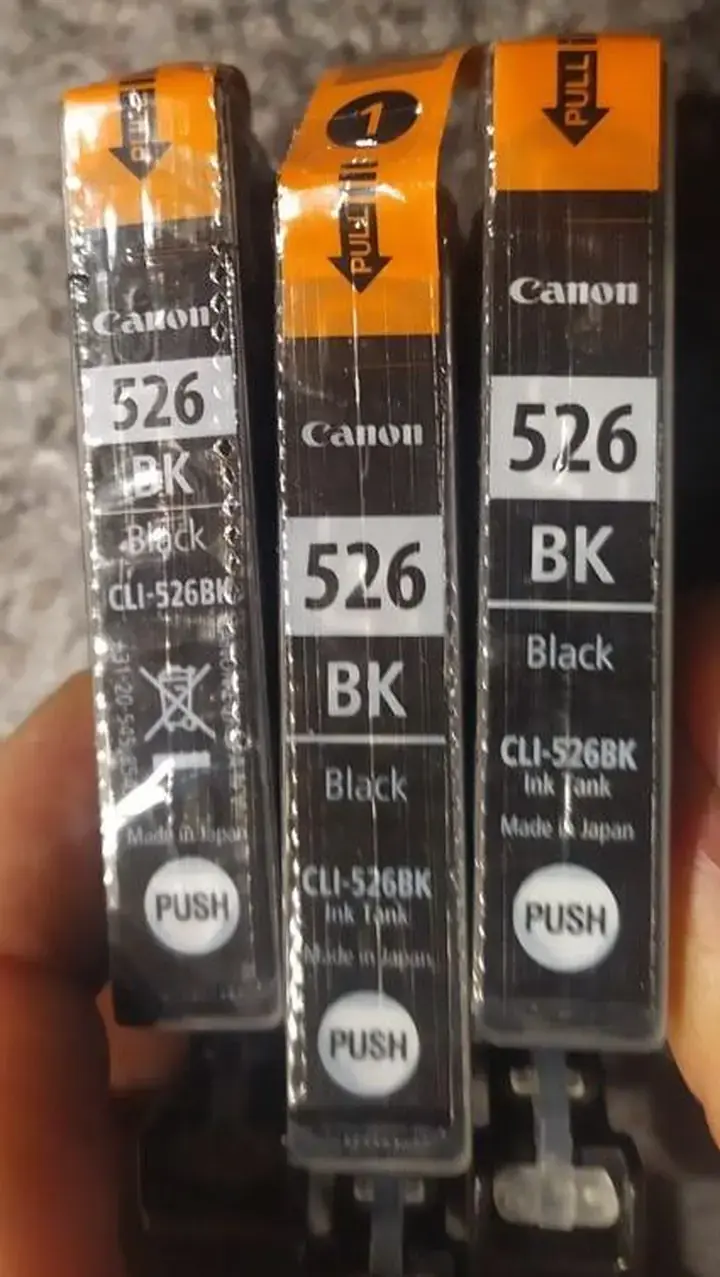 PULL
Canon
526
BK
Black
CLI-526BK
Made in Japan
PUSH
1
PULL
Canon
526
BK
Black
CLI-526BK
Ink Tank
Made in Japan
PUSH
PULL
Canon
526
BK
Black
CLI-526BK
Ink Tank
Made in Japan
PUSH